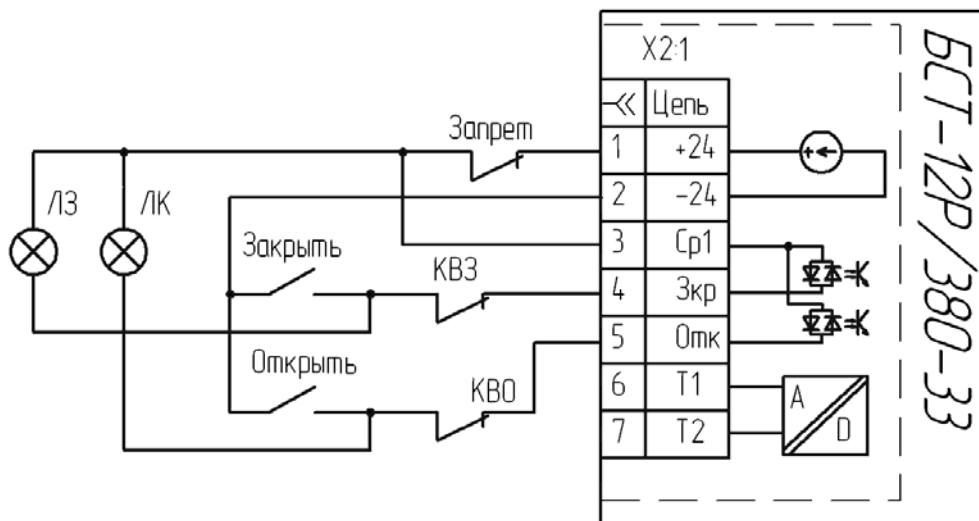 БСТ-12Р/380-33
X2:1
Цепь
Запрет
1 +24
ЛЗ
ЛК
2 -24
Закрыть
КВЗ
3 Ср1
4 Зкр
Открыть
КВО
5 Отк
6 Т1
7 Т2
A
D